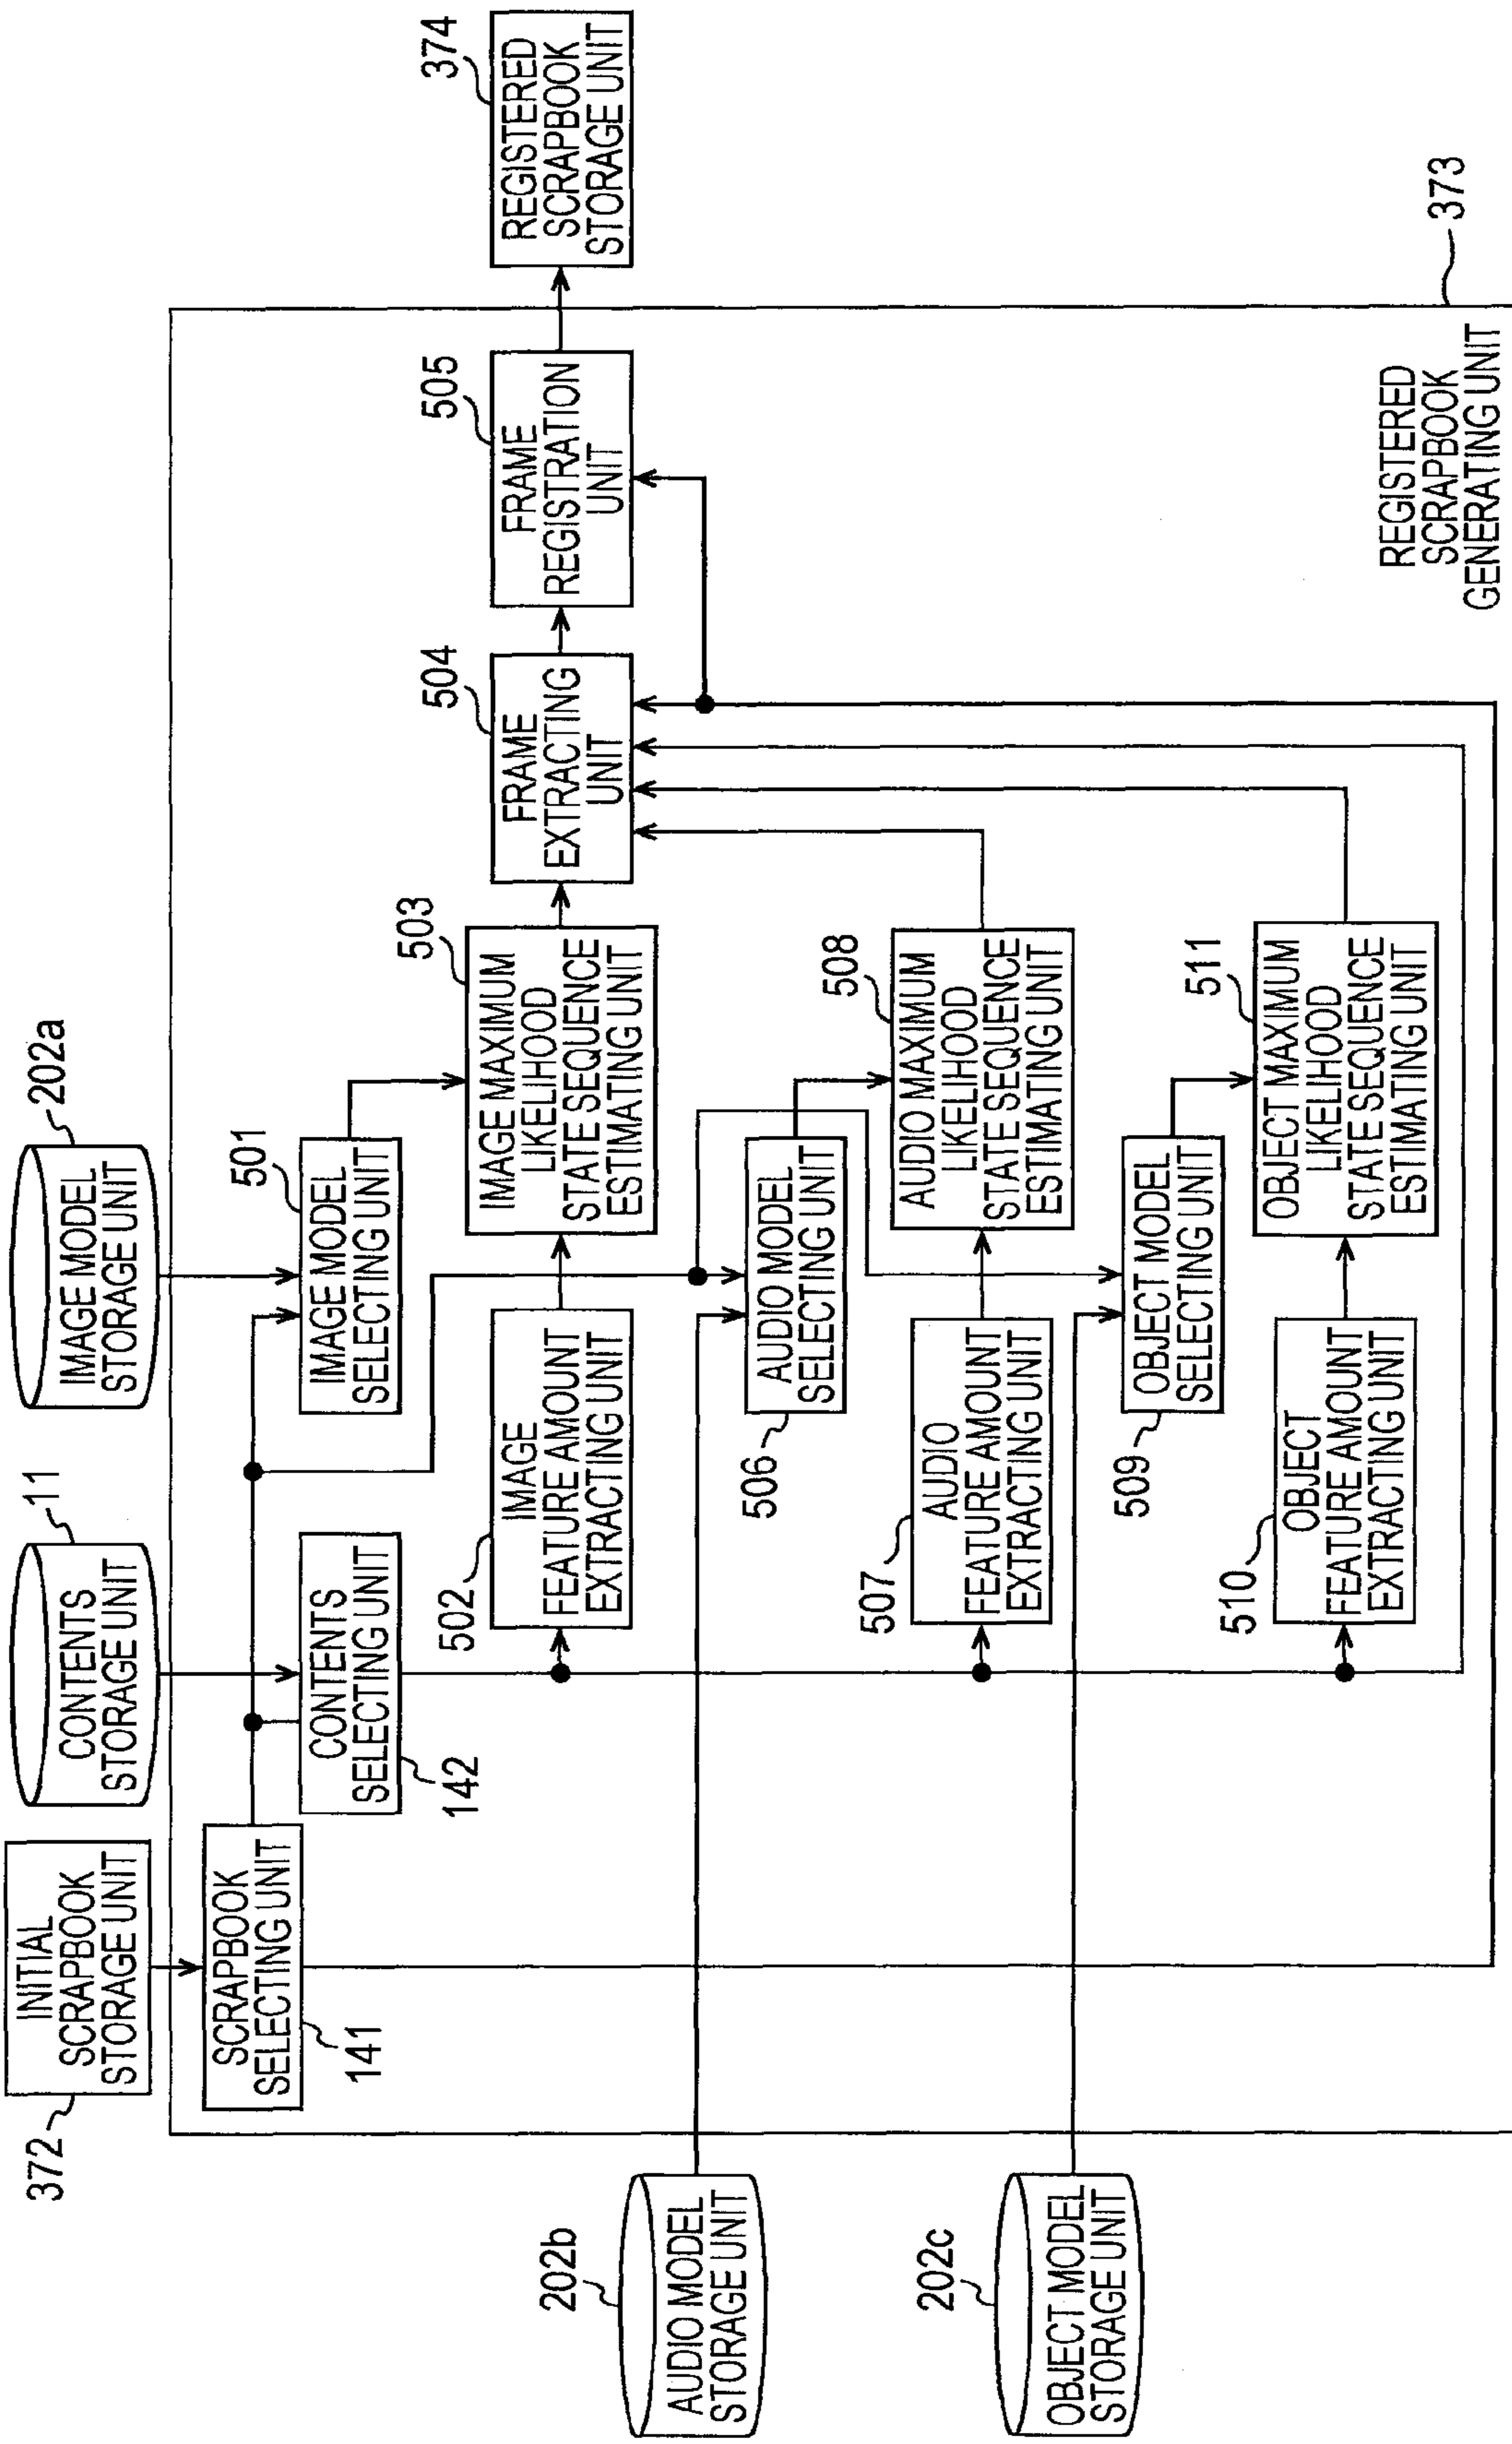 372
INITIAL
SCRAPBOOK
STORAGE UNIT
CONTENTS
STORAGE UNIT
11
IMAGE MODEL
STORAGE UNIT
202a
SCRAPBOOK
SELECTING UNIT
141
CONTENTS
SELECTING UNIT
142
IMAGE MODEL
SELECTING UNIT
501
IMAGE
FEATURE AMOUNT
EXTRACTING UNIT
502
IMAGE MAXIMUM
LIKELIHOOD
STATE SEQUENCE
ESTIMATING UNIT
503
FRAME
EXTRACTING
UNIT
504
FRAME
REGISTRATION
UNIT
505
REGISTERED
SCRAPBOOK
STORAGE UNIT
374
202b
AUDIO MODEL
STORAGE UNIT
AUDIO MODEL
SELECTING UNIT
506
507
AUDIO
FEATURE AMOUNT
EXTRACTING UNIT
508
AUDIO MAXIMUM
LIKELIHOOD
STATE SEQUENCE
ESTIMATING UNIT
202c
OBJECT MODEL
STORAGE UNIT
OBJECT MODEL
SELECTING UNIT
509
510
OBJECT
FEATURE AMOUNT
EXTRACTING UNIT
511
OBJECT MAXIMUM
LIKELIHOOD
STATE SEQUENCE
ESTIMATING UNIT
REGISTERED
SCRAPBOOK
GENERATING UNIT
373